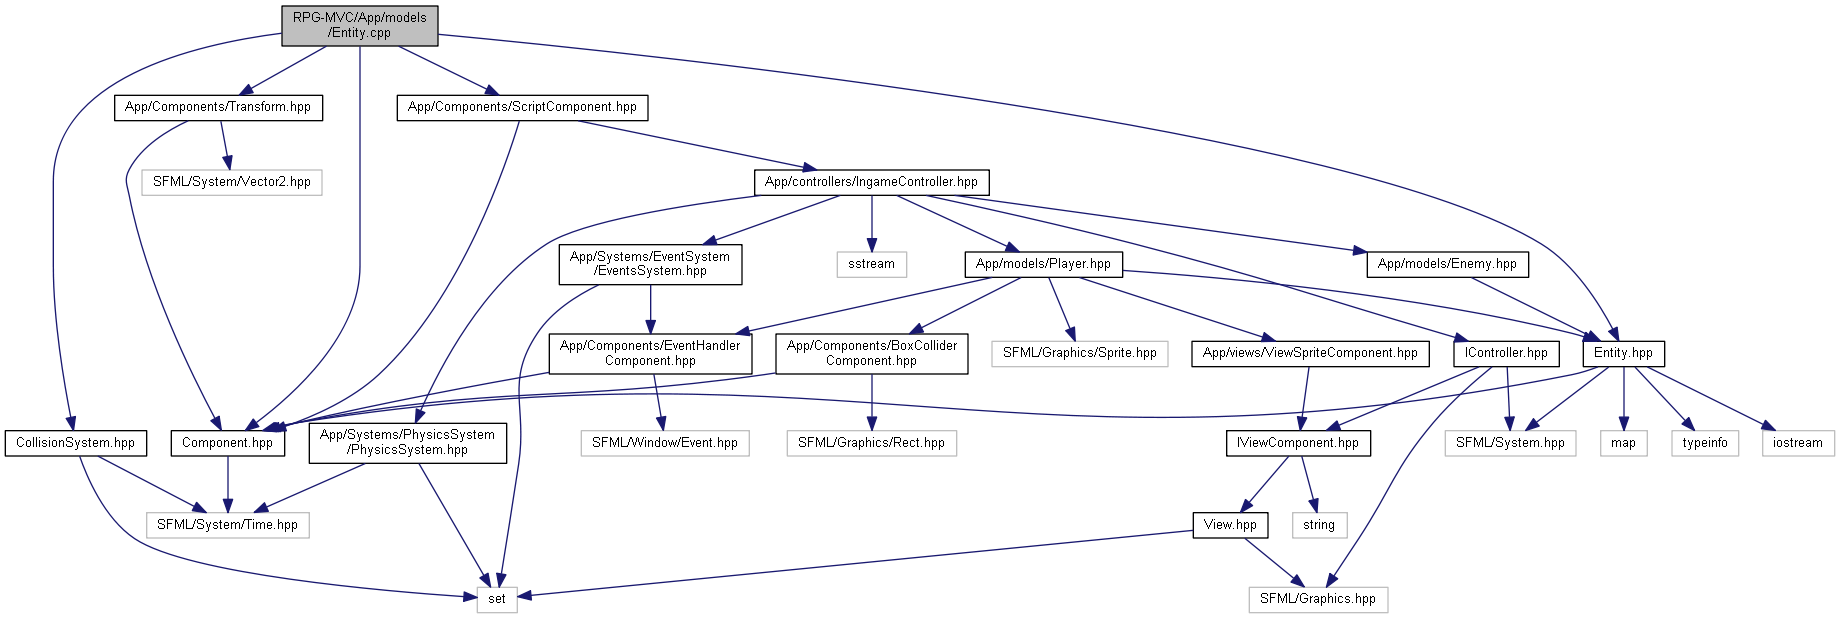 RPG-MVC/App/models
/Entity.cpp
App/Components/Transform.hpp
App/Components/ScriptComponent.hpp
SFML/System/Vector2.hpp
App/controllers/IngameController.hpp
App/Systems/EventSystem
/EventsSystem.hpp
sstream
App/models/Player.hpp
App/models/Enemy.hpp
App/Components/EventHandler
Component.hpp
App/Components/BoxCollider
Component.hpp
SFML/Graphics/Sprite.hpp
App/views/ViewSpriteComponent.hpp
IController.hpp
Entity.hpp
CollisionSystem.hpp
Component.hpp
App/Systems/PhysicsSystem
/PhysicsSystem.hpp
SFML/Window/Event.hpp
SFML/Graphics/Rect.hpp
IViewComponent.hpp
SFML/System.hpp
map
typeinfo
iostream
SFML/System/Time.hpp
View.hpp
string
set
SFML/Graphics.hpp